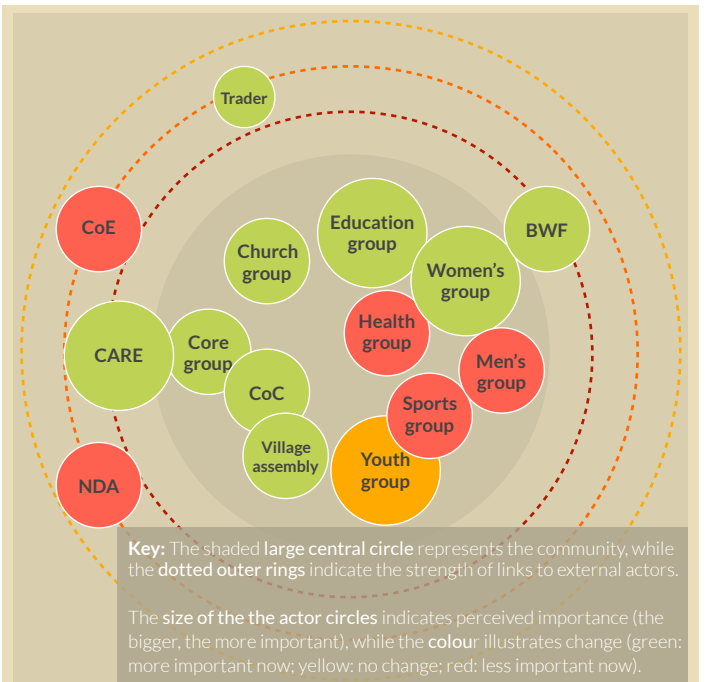 Trader
CoE
Education
group
BWF
Church
group
Women's
group
Health
group
Core
group
CARE
Men's
group
CoC
Sports
group
Village
assembly
Youth
group
NDA
Key: The shaded large central circle represents the community, while
the dotted outer rings indicate the strength of links to external actors.
The size of the the actor circles indicates perceived importance (the
bigger, the more important), while the colour illustrates change (green:
more important now; yellow: no change; red: less important now).